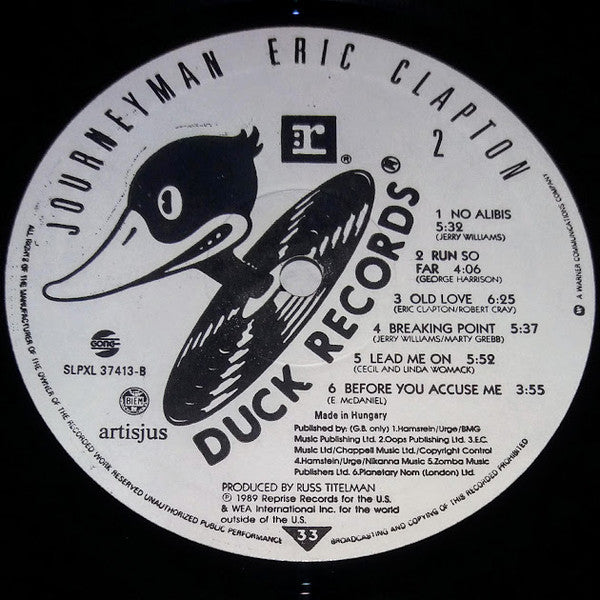 JOURNEYMAN ERIC CLAPTON
2
r
®
®
DUCK RECORDS
1 NO ALIBIS
5:32
(JERRY WILLIAMS)
2 RUN SO
FAR 4:06
(GEORGE HARRISON)
3 OLD LOVE 6:25
(ERIC CLAPTON/ROBERT CRAY)
4 BREAKING POINT 5:37
(JERRY WILLIAMS/MARTY GREBB)
5 LEAD ME ON 5:52
(CECIL AND LINDA WOMACK)
6 BEFORE YOU ACCUSE ME 3:55
(E. McDANIEL)
gong
SLPXL 37413-B
BIEM
artisjus
Made in Hungary
Published by: (G.B. only) 1.Hamstein/Urge/BMG
Music Publishing Ltd. 2.Oops Publishing Ltd. 3.E.C.
Music Ltd/Chappell Music Ltd./Copyright Control
4.Hamstein/Urge/Nikanna Music 5.Zomba Music
Publishers Ltd. 6.Planetary Nom (London) Ltd.
PRODUCED BY RUSS TITELMAN
℗ 1989 Reprise Records for the U.S.
& WEA International Inc. for the world
outside of the U.S.
33
ALL RIGHTS OF THE MANUFACTURER AND OF THE OWNER OF THE RECORDED WORK RESERVED UNAUTHORIZED PUBLIC PERFORMANCE BROADCASTING AND COPYING OF THIS RECORD PROHIBITED
A WARNER COMMUNICATIONS COMPANY